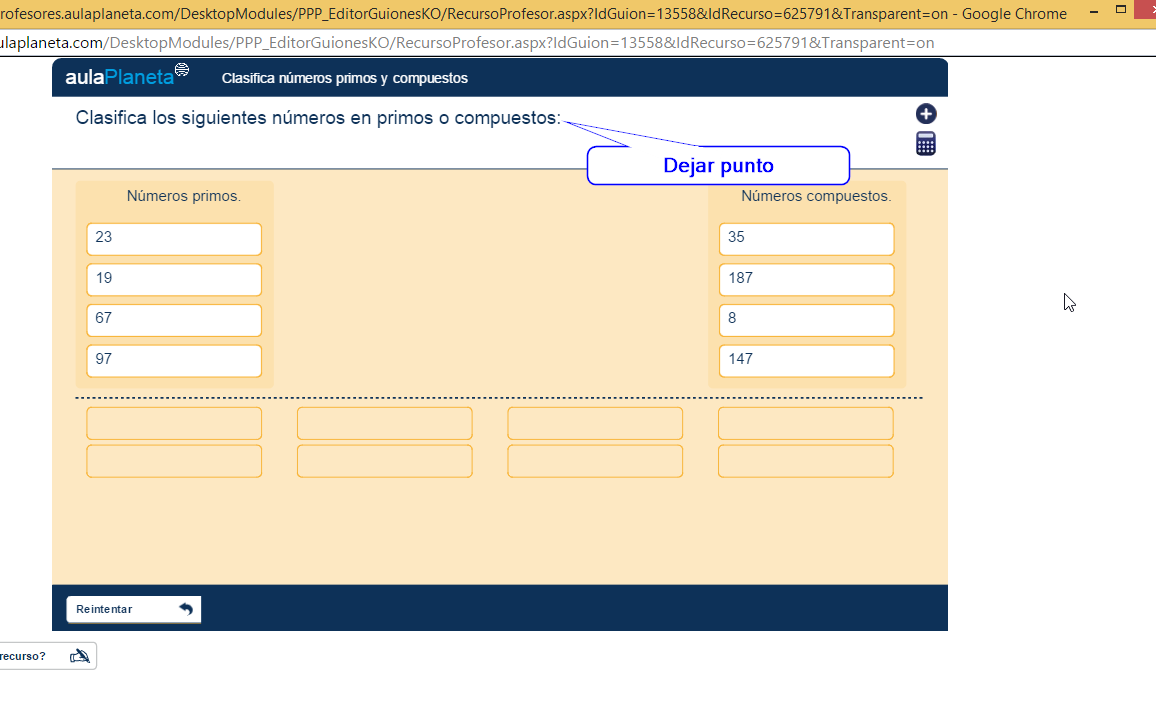 rofesores.aulaplaneta.com/DesktopModules/PPP_EditorGuionesKO/RecursoProfesor.aspx?IdGuion=13558&IdRecurso=625791&Transparent=on - Google Chrome
ulaplaneta.com/DesktopModules/PPP_EditorGuionesKO/RecursoProfesor.aspx?IdGuion=13558&IdRecurso=625791&Transparent=on
aulaPlaneta Clasifica números primos y compuestos
Clasifica los siguientes números en primos o compuestos:
Dejar punto
Números primos.
23
19
67
97
Números compuestos.
35
187
8
147
Reintentar
recurso?